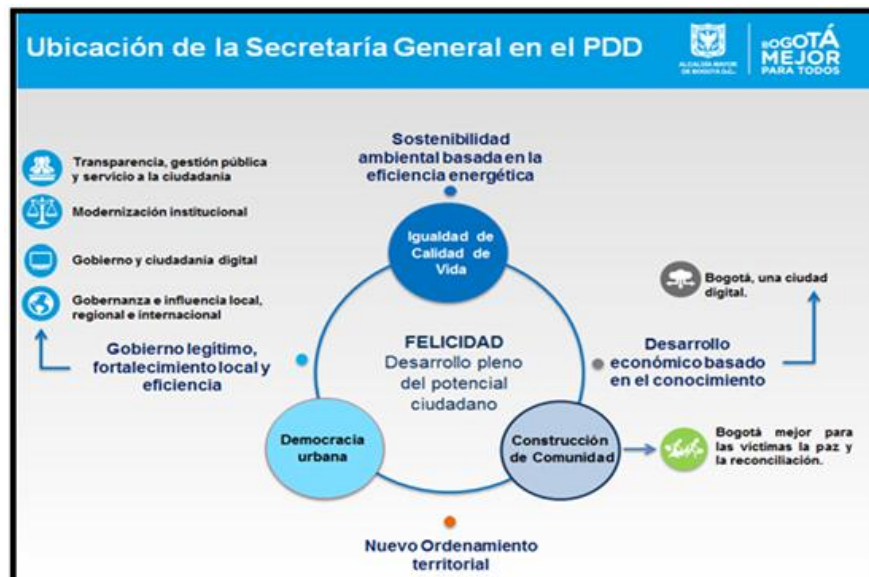 Ubicación de la Secretaría General en el PDD
ALCALDÍA MAYOR
DE BOGOTÁ D.C.
BOGOTÁ
MEJOR
PARA TODOS
Sostenibilidad
ambiental basada en la
eficiencia energética
Transparencia, gestión pública
y servicio a la ciudadanía
Modernización institucional
Gobierno y ciudadanía digital
Gobernanza e influencia local,
regional e internacional
Gobierno legítimo,
fortalecimiento local y
eficiencia
Igualdad de
Calidad de
Vida
FELICIDAD
Desarrollo pleno
del potencial
ciudadano
Bogotá, una ciudad
digital.
Desarrollo
económico basado
en el conocimiento
Democracia
urbana
Construcción
de Comunidad
Bogotá mejor para
las víctimas la paz y
la reconciliación.
Nuevo Ordenamiento
territorial